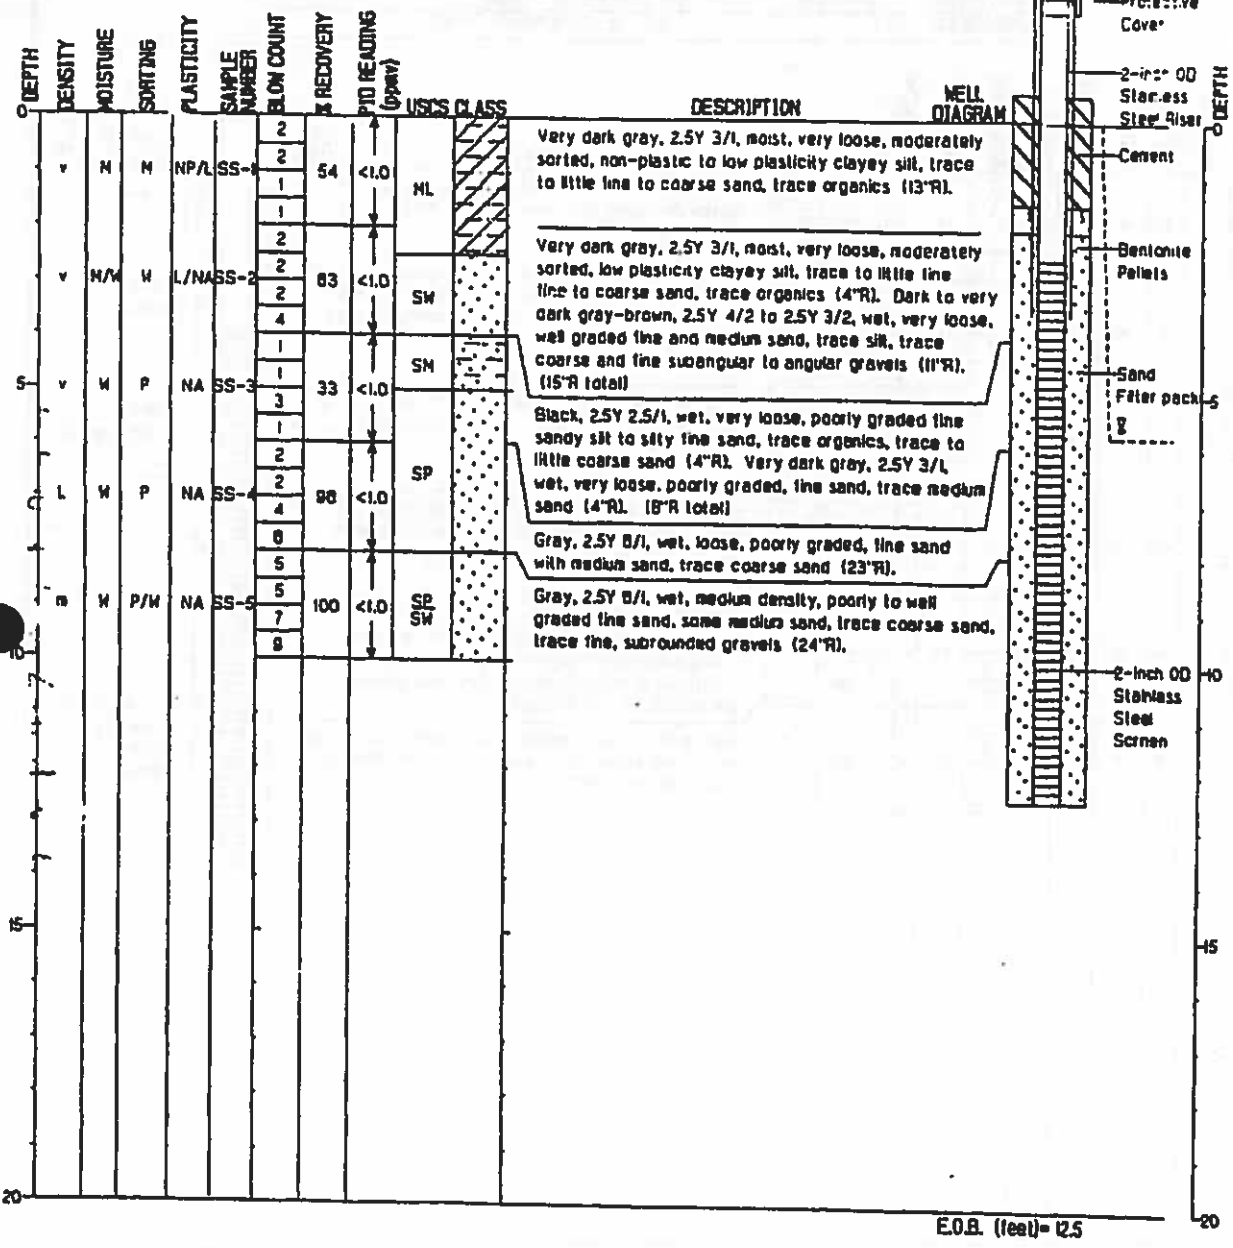 Protective
Cover
2-inch OD
Stainless
Steel Riser
DEPTH
DENSITY
MOISTURE
SORTING
PLASTICITY
SAMPLE NUMBER
BLOW COUNT
% RECOVERY
PID READING (ppmv)
USCS CLASS
DESCRIPTION
WELL DIAGRAM
DEPTH
0
0
v M M NP/L SS-1
2
2
1
1
54 <1.0 ML
Very dark gray, 2.5Y 3/1, moist, very loose, moderately
sorted, non-plastic to low plasticity clayey silt, trace
to little fine to coarse sand, trace organics (13"R).
Cement
v M/W W L/NA SS-2
2
2
2
4
83 <1.0 SW
Very dark gray, 2.5Y 3/1, moist, very loose, moderately
sorted, low plasticity clayey silt, trace to little fine
fine to coarse sand, trace organics (4"R). Dark to very
dark gray-brown, 2.5Y 4/2 to 2.5Y 3/2, wet, very loose,
well graded fine and medium sand, trace silt, trace
coarse and fine subangular to angular gravels (11"R).
(15"R total)
Bentonite
Pellets
5
v W P NA SS-3
1
1
3
1
33 <1.0 SM
Black, 2.5Y 2.5/1, wet, very loose, poorly graded fine
sandy silt to silty fine sand, trace organics, trace to
little coarse sand (4"R). Very dark gray, 2.5Y 3/1,
wet, very loose, poorly graded, fine sand, trace medium
sand (4"R). (8"R total)
Sand
Filter pack
5
L W P NA SS-4
2
2
4
6
<1.0 SP
Gray, 2.5Y 6/1, wet, loose, poorly graded, fine sand
with medium sand, trace coarse sand (23"R).
m W P/W NA SS-5
5
5
7
9
100 <1.0 SP
SW
Gray, 2.5Y 6/1, wet, medium density, poorly to well
graded fine sand, some medium sand, trace coarse sand,
trace fine, subrounded gravels (24"R).
10
10
2-Inch OD
Stainless
Steel
Screen
15
15
20
20
E.O.B. (feet)= 12.5